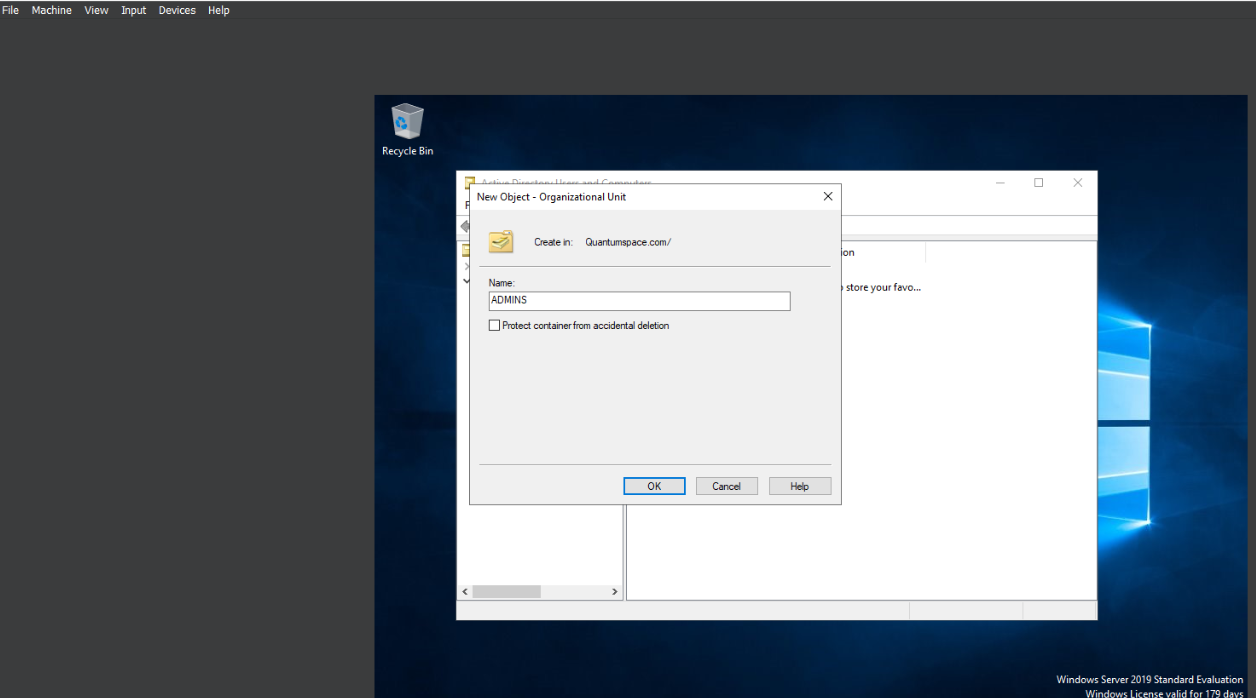 File Machine View Input Devices Help
Recycle Bin
Active Directory Users and Computers
New Object - Organizational Unit
Create in: Quantumspace.com/
ion
Name:
ADMINS
store your favo...
Protect container from accidental deletion
OK Cancel Help
Windows Server 2019 Standard Evaluation
Windows License valid for 179 days